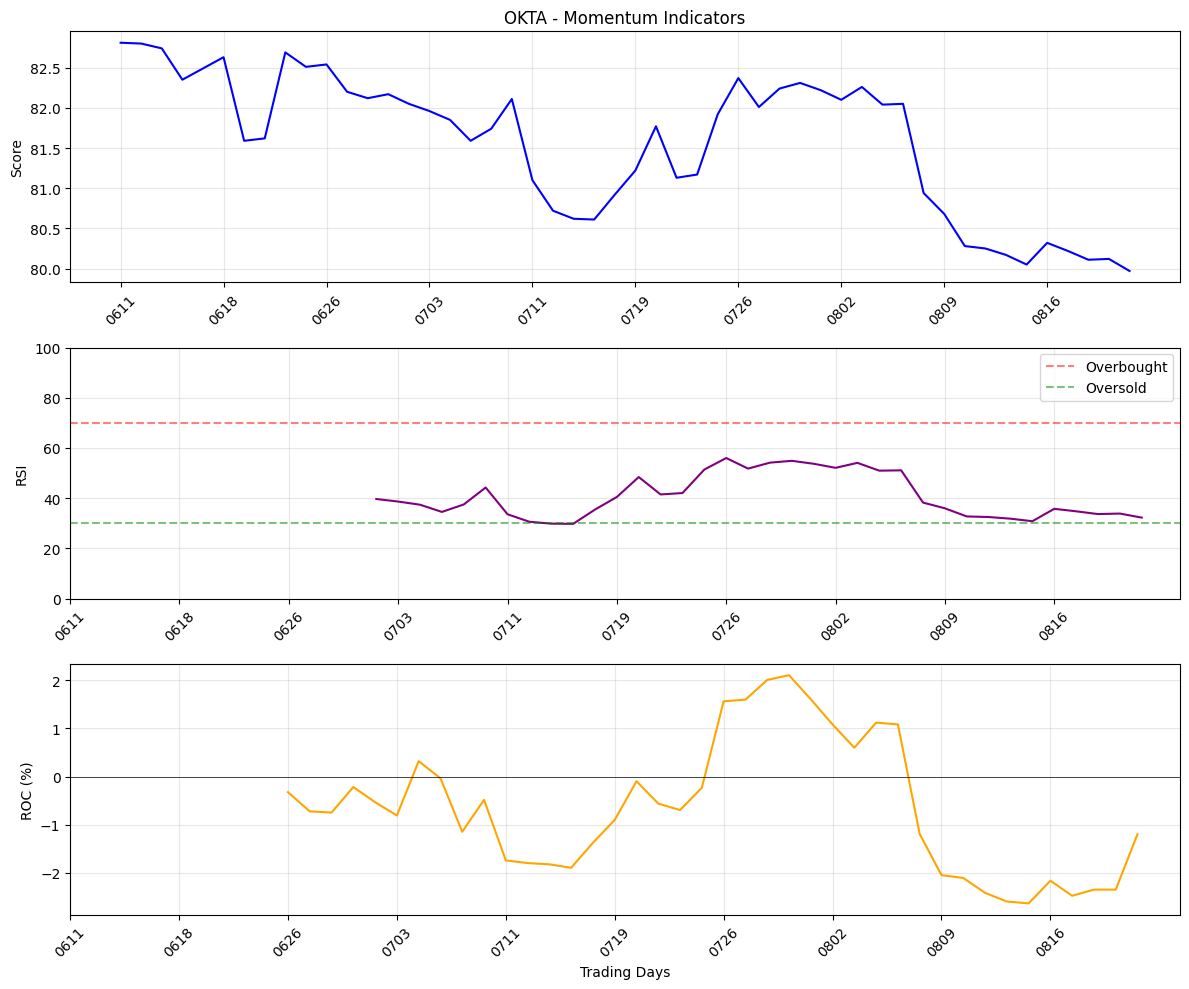 OKTA - Momentum Indicators
Score
82.5
82.0
81.5
81.0
80.5
80.0
0611 0618 0626 0703 0711 0719 0726 0802 0809 0816
RSI
100
80
60
40
20
0
Overbought
Oversold
0611 0618 0626 0703 0711 0719 0726 0802 0809 0816
ROC (%)
2
1
0
−1
−2
0611 0618 0626 0703 0711 0719 0726 0802 0809 0816
Trading Days